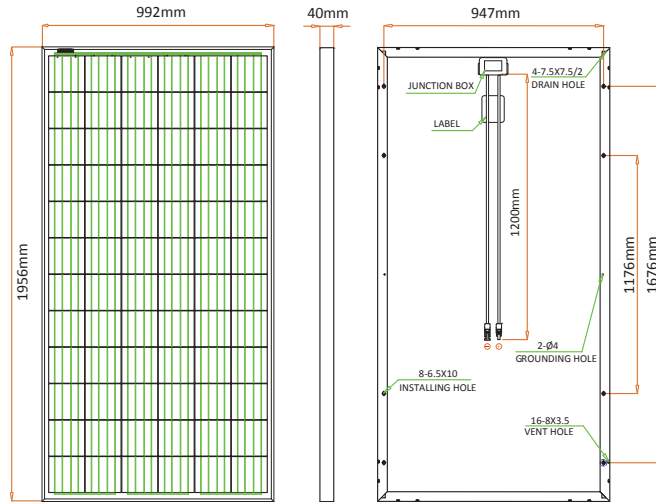 992mm
40mm
947mm
4-7.5X7.5/2
DRAIN HOLE
JUNCTION BOX
LABEL
1956mm
1200mm
1176mm
1676mm
2-Ø4
GROUNDING HOLE
8-6.5X10
INSTALLING HOLE
16-8X3.5
VENT HOLE